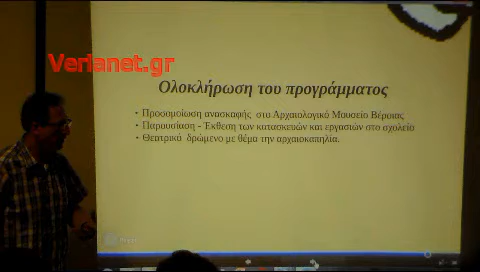 Verianet.gr
Ολοκλήρωση του προγράμματος
• Προσομοίωση ανασκαφής στο Αρχαιολογικό Μουσείο Βέροιας
• Παρουσίαση - Έκθεση των κατασκευών και εργασιών στο σχολείο
• Θεατρικό δρώμενο με θέμα την αρχαιοκαπηλία.